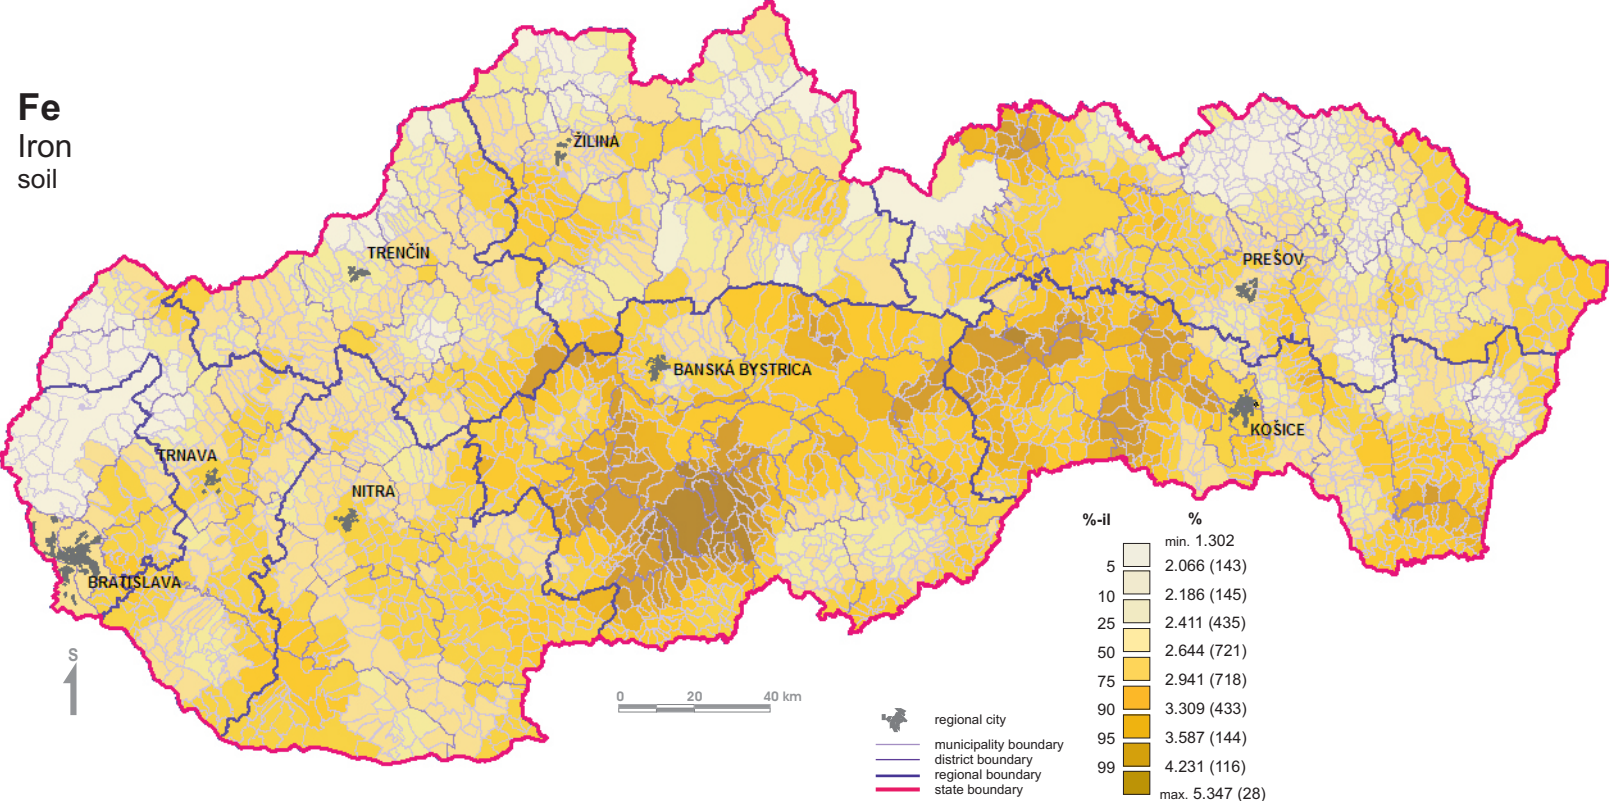 Fe
Iron
soil
ŽILINA
TRENČÍN
PREŠOV
BANSKÁ BYSTRICA
KOŠICE
TRNAVA
NITRA
BRATISLAVA
S
0 20 40 km
regional city
municipality boundary
district boundary
regional boundary
state boundary
%-il %
min. 1.302
5 2.066 (143)
10 2.186 (145)
25 2.411 (435)
50 2.644 (721)
75 2.941 (718)
90 3.309 (433)
95 3.587 (144)
99 4.231 (116)
max. 5.347 (28)